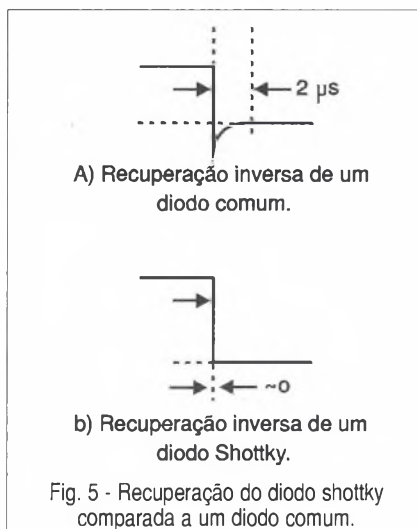 2 µs
A) Recuperação inversa de um
diodo comum.
~0
b) Recuperação inversa de um
diodo Shottky.
Fig. 5 - Recuperação do diodo shottky
comparada a um diodo comum.